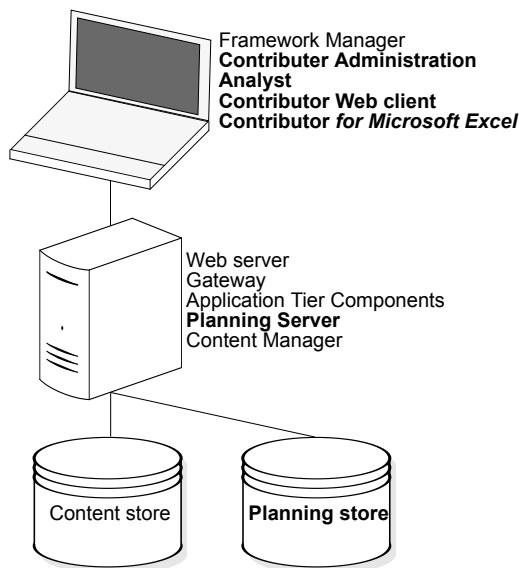 Framework Manager
Contributer Administration
Analyst
Contributor Web client
Contributor for Microsoft Excel
Web server
Gateway
Application Tier Components
Planning Server
Content Manager
Content store
Planning store